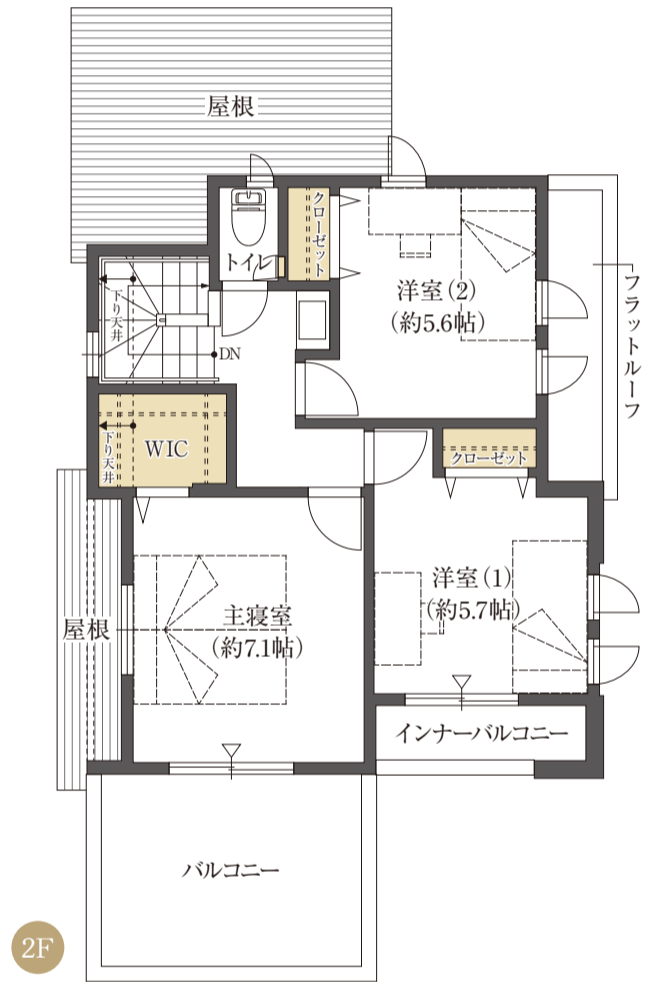 屋根
クローゼット
トイレ
洋室(2)
(約5.6帖)
フラットルーフ
下り天井
DN
下り天井
WIC
クローゼット
洋室(1)
(約5.7帖)
主寝室
(約7.1帖)
屋根
インナーバルコニー
バルコニー
2F